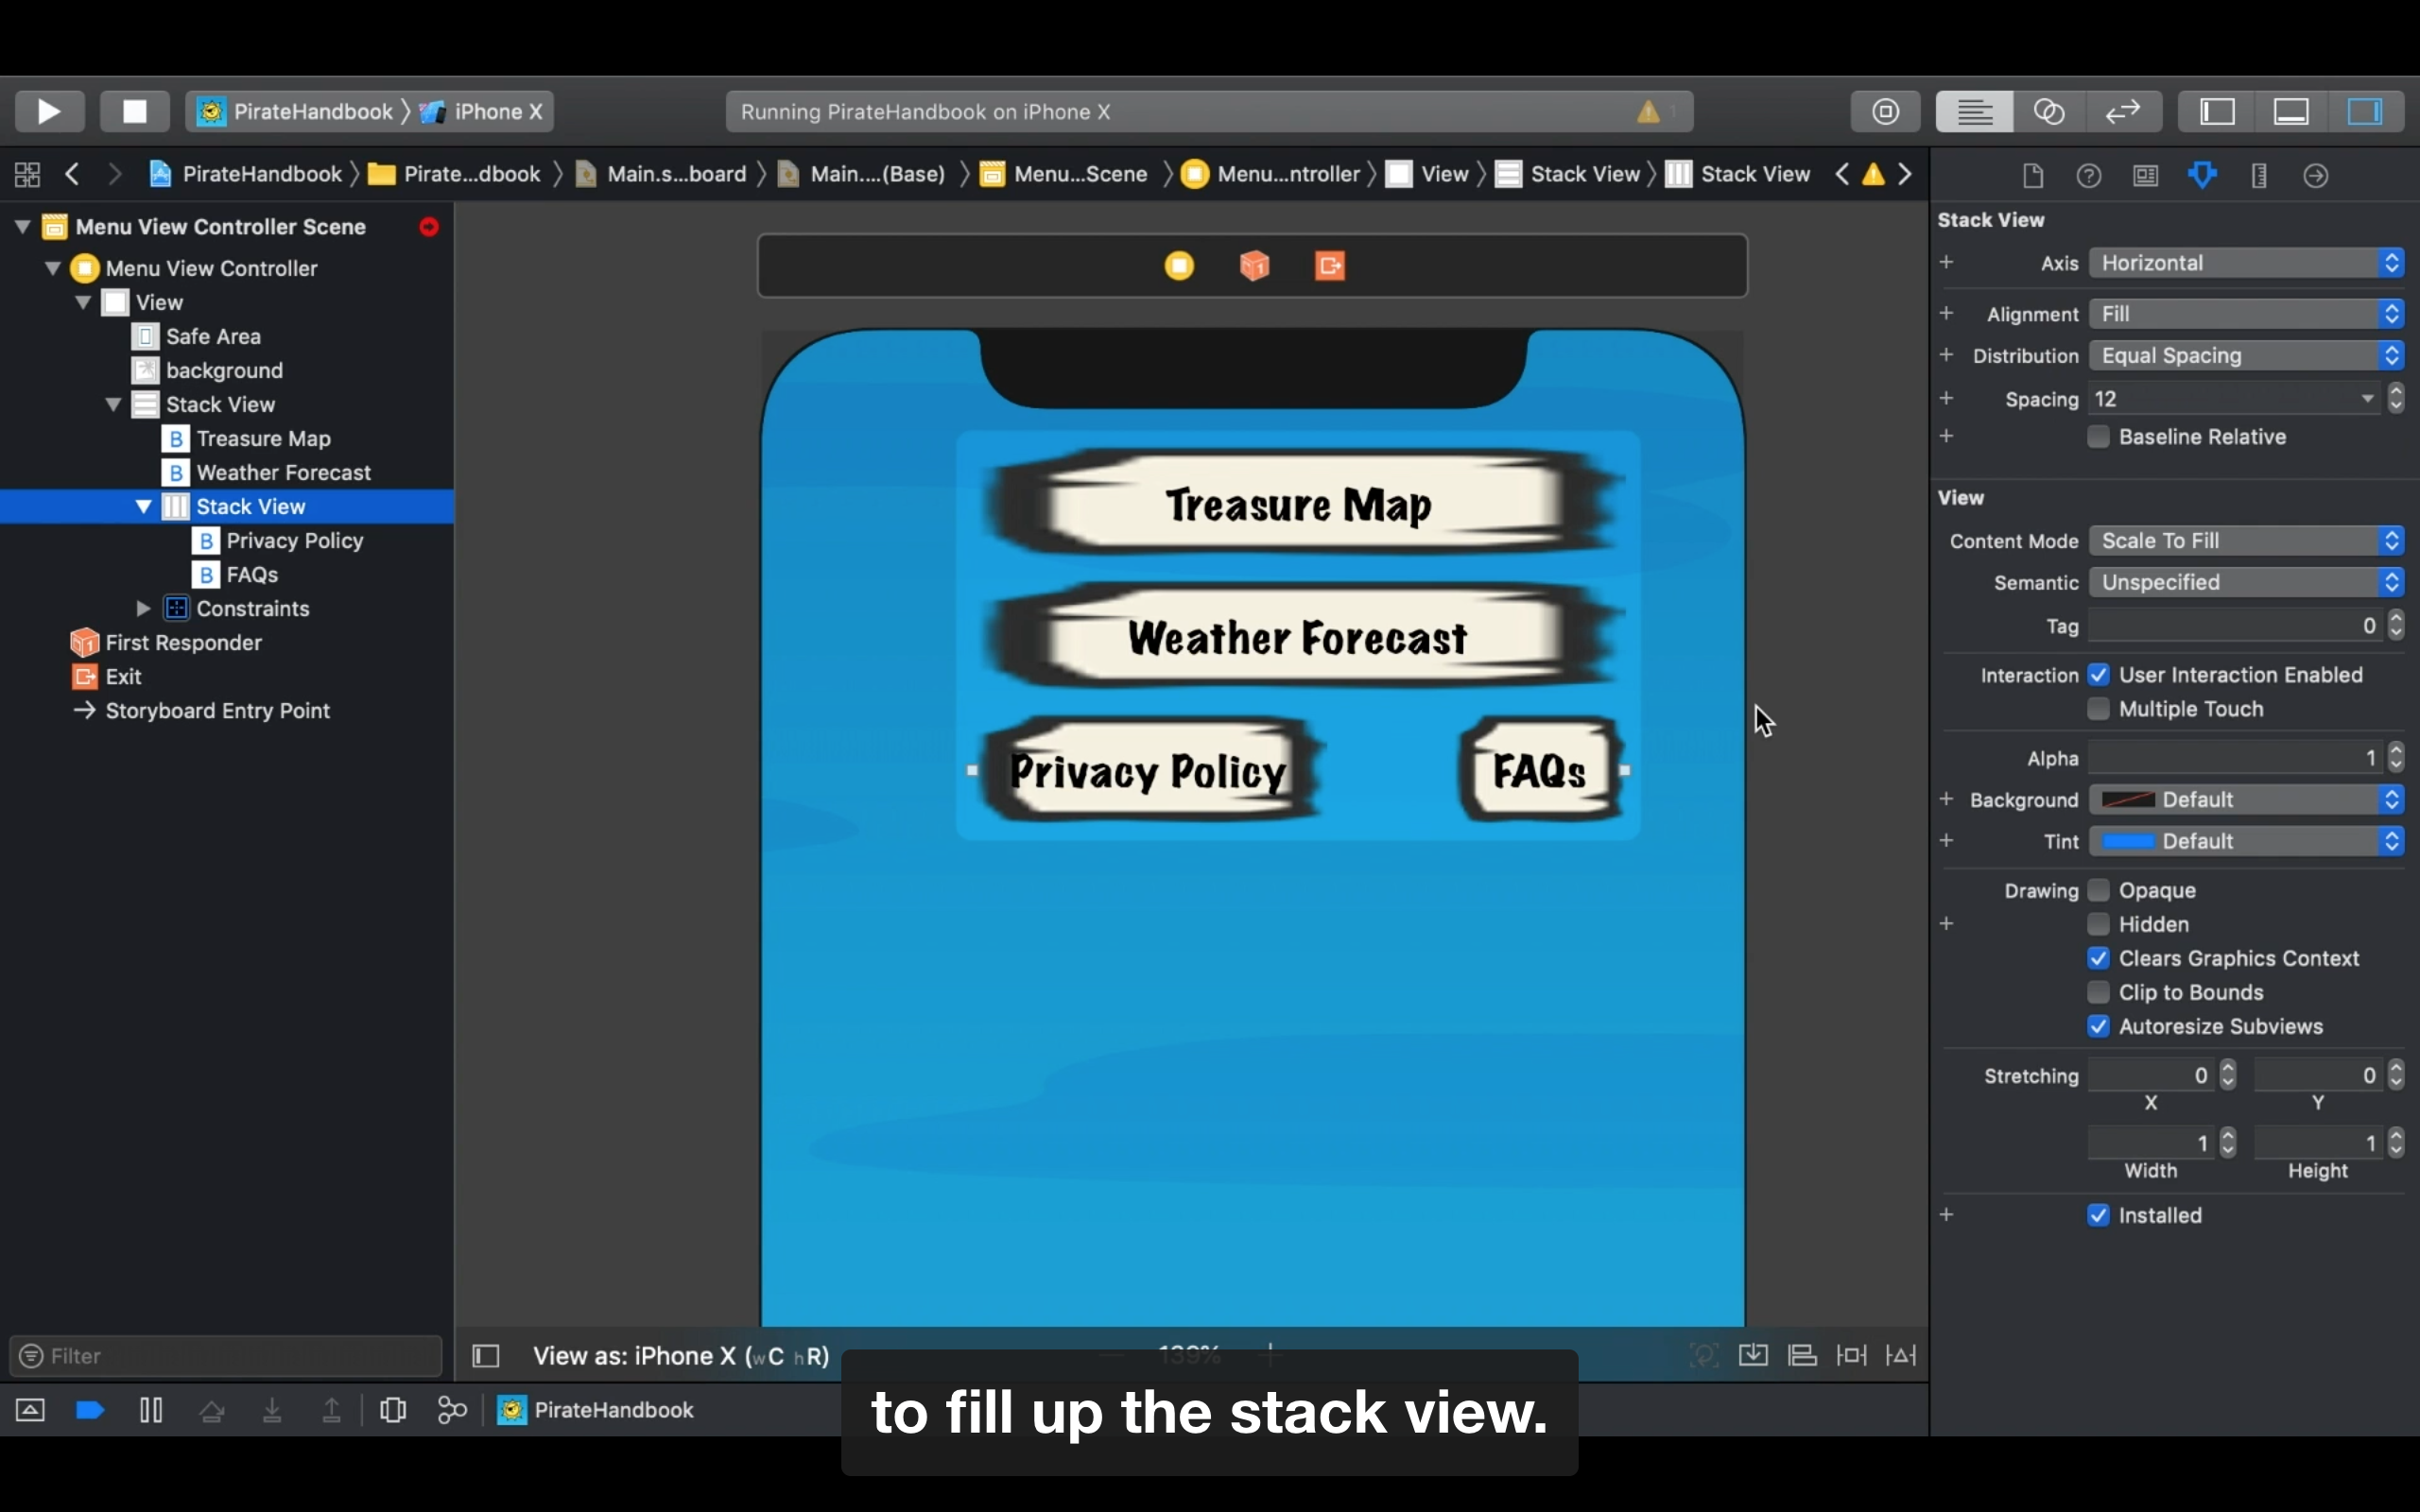 PirateHandbook 〉 iPhone X
Running PirateHandbook on iPhone X
1
PirateHandbook 〉 Pirate...dbook 〉 Main.s...board 〉 Main....(Base) 〉 Menu...Scene 〉 Menu...ntroller 〉 View 〉 Stack View 〉 Stack View
Menu View Controller Scene
Menu View Controller
View
Safe Area
background
Stack View
B Treasure Map
B Weather Forecast
Stack View
B Privacy Policy
B FAQs
Constraints
First Responder
Exit
Storyboard Entry Point
Filter
Treasure Map
Weather Forecast
Privacy Policy
FAQs
View as: iPhone X (wC hR)
139%
PirateHandbook
to fill up the stack view.
Stack View
Axis Horizontal
Alignment Fill
Distribution Equal Spacing
Spacing 12
Baseline Relative
View
Content Mode Scale To Fill
Semantic Unspecified
Tag 0
Interaction User Interaction Enabled
Multiple Touch
Alpha 1
Background Default
Tint Default
Drawing Opaque
Hidden
Clears Graphics Context
Clip to Bounds
Autoresize Subviews
Stretching 0 0
X Y
1 1
Width Height
Installed